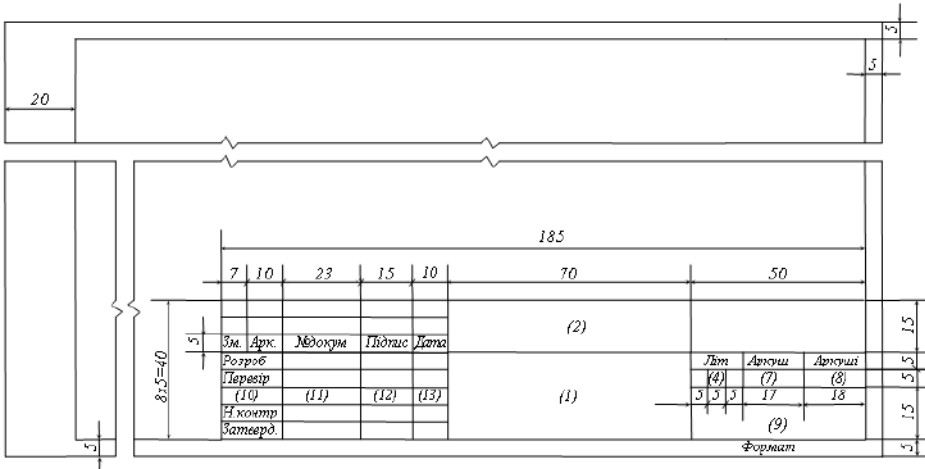 5
5
20
185
7 10 23 15 10 70 50
(2)
15
5
Зм. Арк. №докум Підпис Дата
8x5=40
Розроб
Літ Аркуш Аркуші
5
Перевір
(4) (7) (8)
5
(10) (11) (12) (13)
(1)
5 5 5 17 18
15
Н.контр
Затверд.
(9)
5
Формат
5